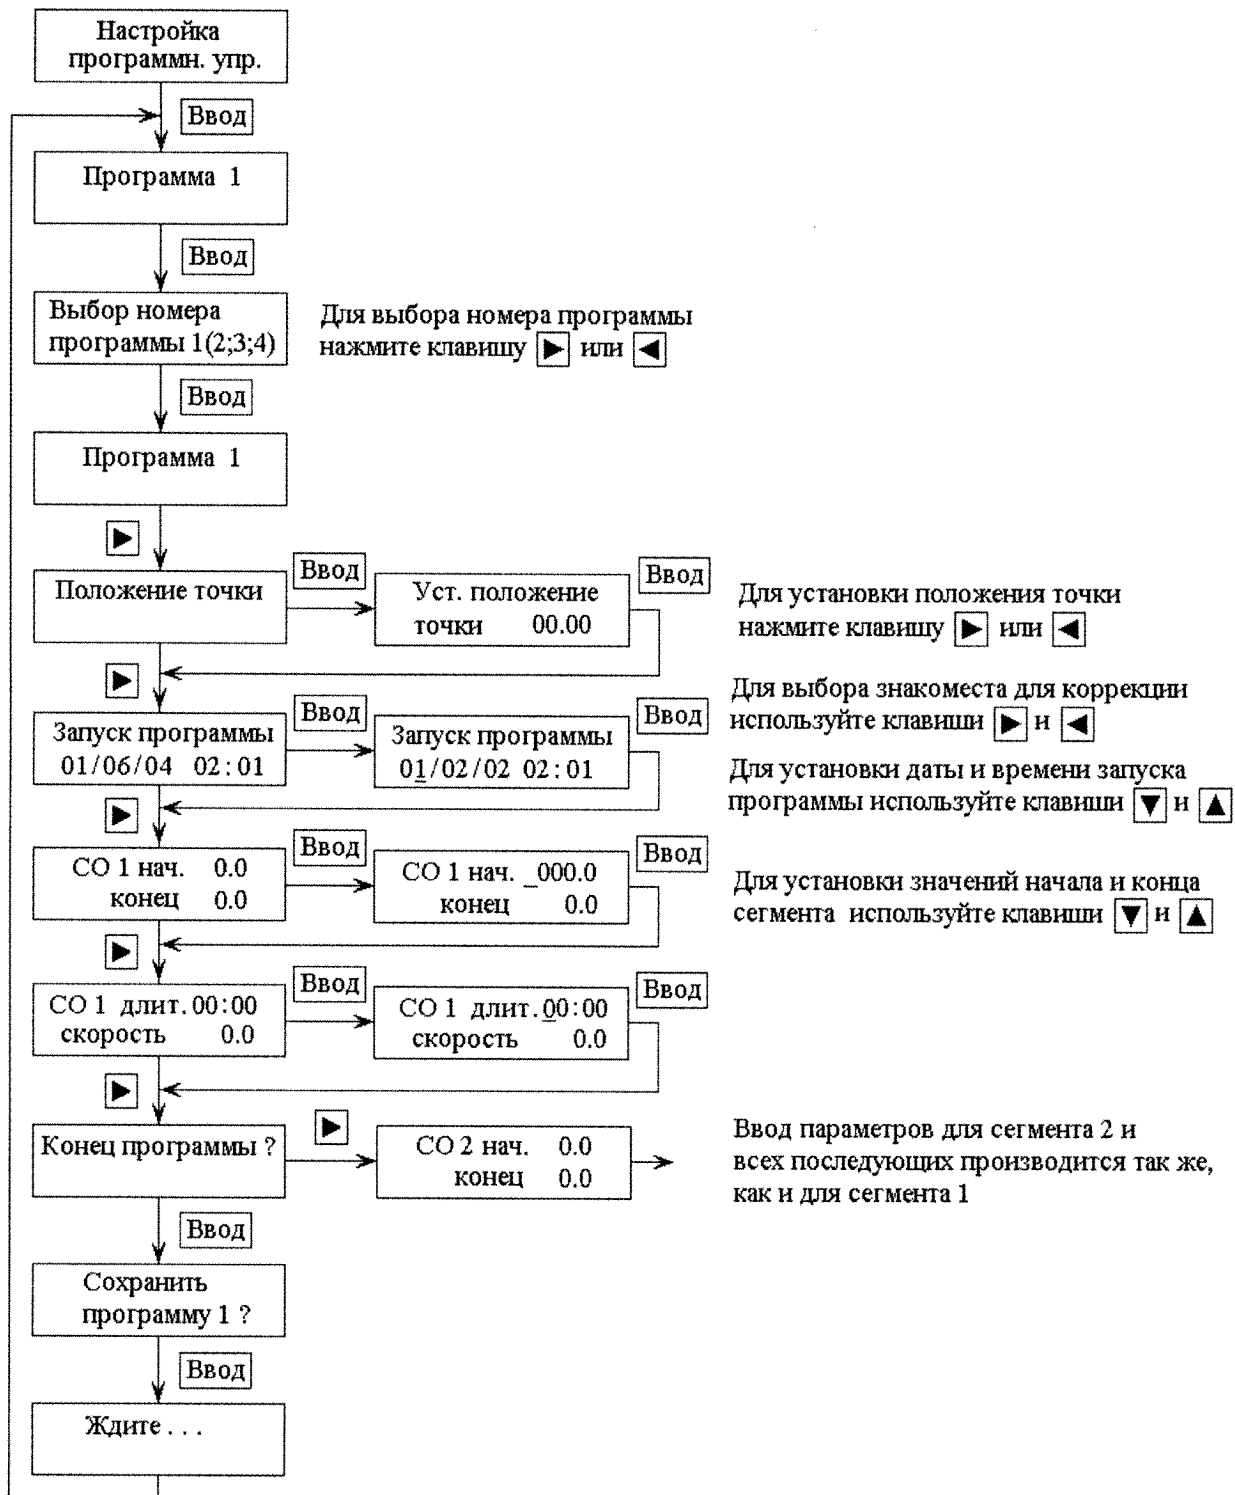 Настройка
программн. упр.
Ввод
Программа 1
Ввод
Выбор номера
программы 1(2;3;4)
Для выбора номера программы
нажмите клавишу ▶ или ◀
Ввод
Программа 1
▶
Положение точки
Ввод
Уст. положение
точки 00.00
Ввод
Для установки положения точки
нажмите клавишу ▶ или ◀
▶
Запуск программы
01/06/04 02:01
Ввод
Запуск программы
01/02/02 02:01
Ввод
Для выбора знакоместа для коррекции
используйте клавиши ▶ и ◀
Для установки даты и времени запуска
программы используйте клавиши ▼ и ▲
▶
СО 1 нач. 0.0
конец 0.0
Ввод
СО 1 нач. _000.0
конец 0.0
Ввод
Для установки значений начала и конца
сегмента используйте клавиши ▼ и ▲
▶
СО 1 длит. 00:00
скорость 0.0
Ввод
СО 1 длит. 00:00
скорость 0.0
Ввод
▶
Конец программы ?
▶
СО 2 нач. 0.0
конец 0.0
Ввод параметров для сегмента 2 и
всех последующих производится так же,
как и для сегмента 1
Ввод
Сохранить
программу 1 ?
Ввод
Ждите . . .